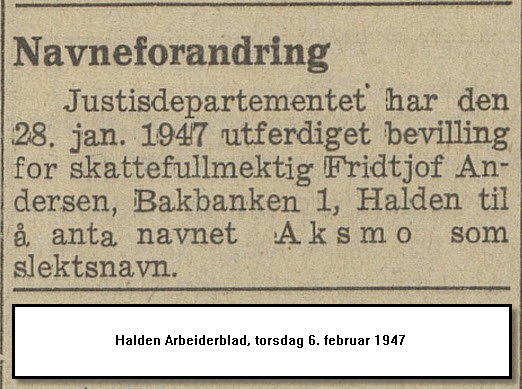 Navneforandring
Justisdepartementet har den
28. jan. 1947 utferdiget bevilling
for skattefullmektig Fridtjof An-
dersen, Bakbanken 1, Halden til
å anta navnet Aksmo som
slektsnavn.
Halden Arbeiderblad, torsdag 6. februar 1947